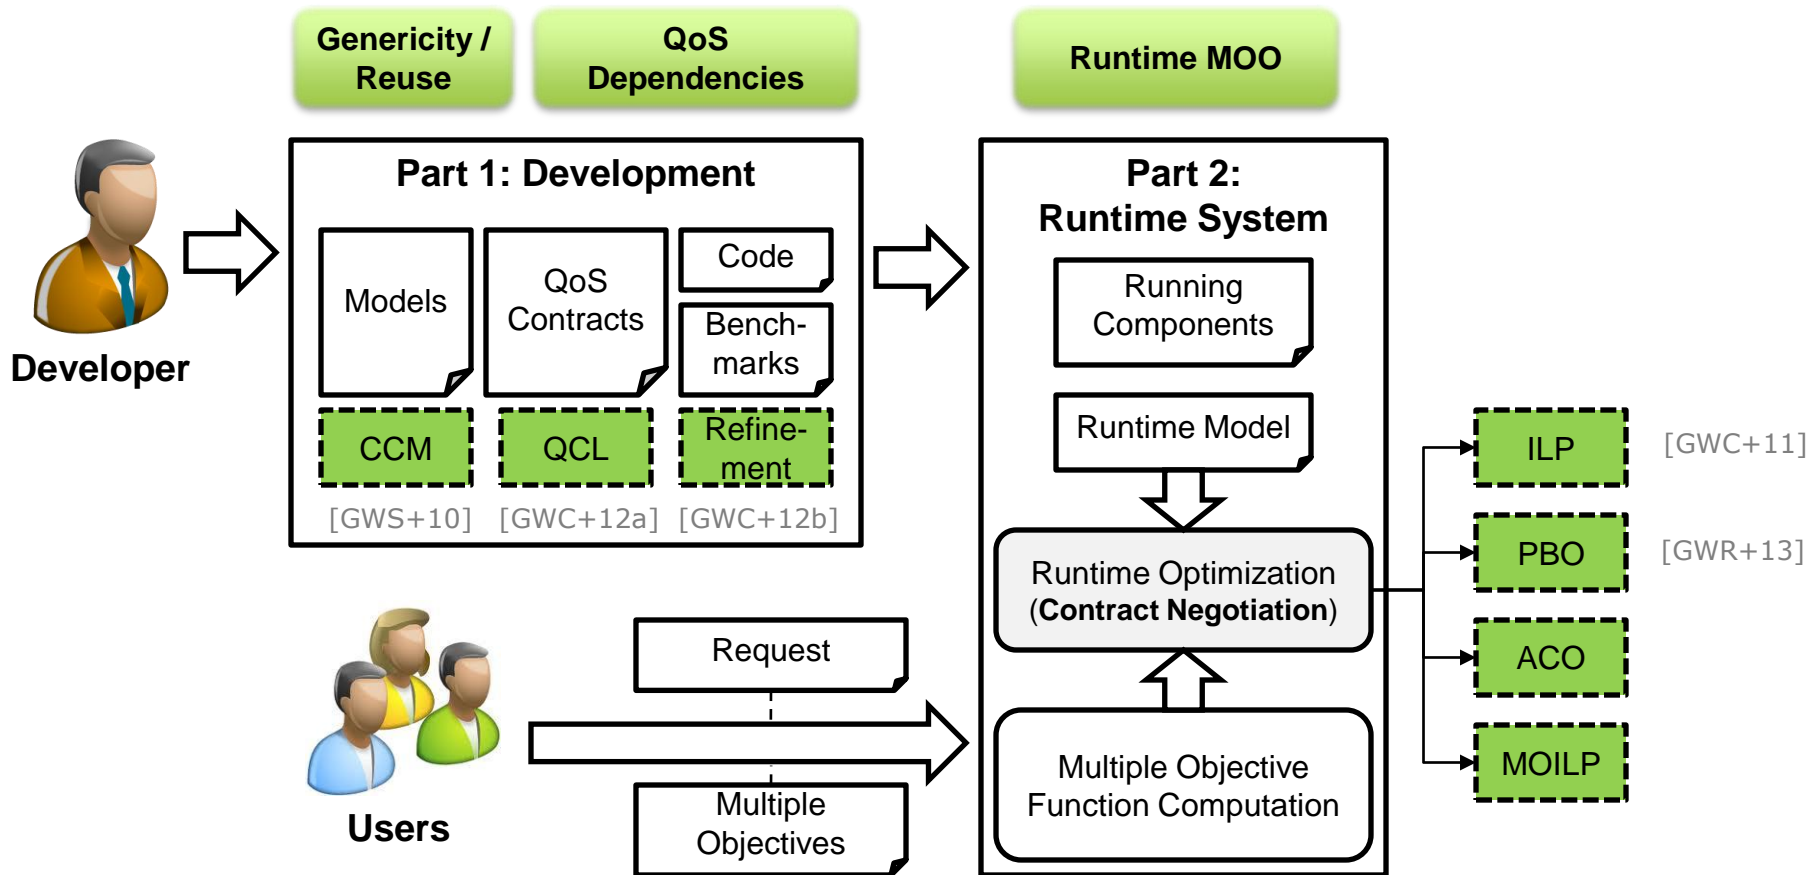 Genericity /
Reuse
QoS
Dependencies
Runtime MOO
Part 1: Development
Models
QoS
Contracts
Code
Bench-
marks
CCM
QCL
Refine-
ment
[GWS+10]
[GWC+12a]
[GWC+12b]
Developer
Part 2:
Runtime System
Running
Components
Runtime Model
Runtime Optimization
(Contract Negotiation)
Multiple Objective
Function Computation
ILP
[GWC+11]
PBO
[GWR+13]
ACO
MOILP
Request
Multiple
Objectives
Users